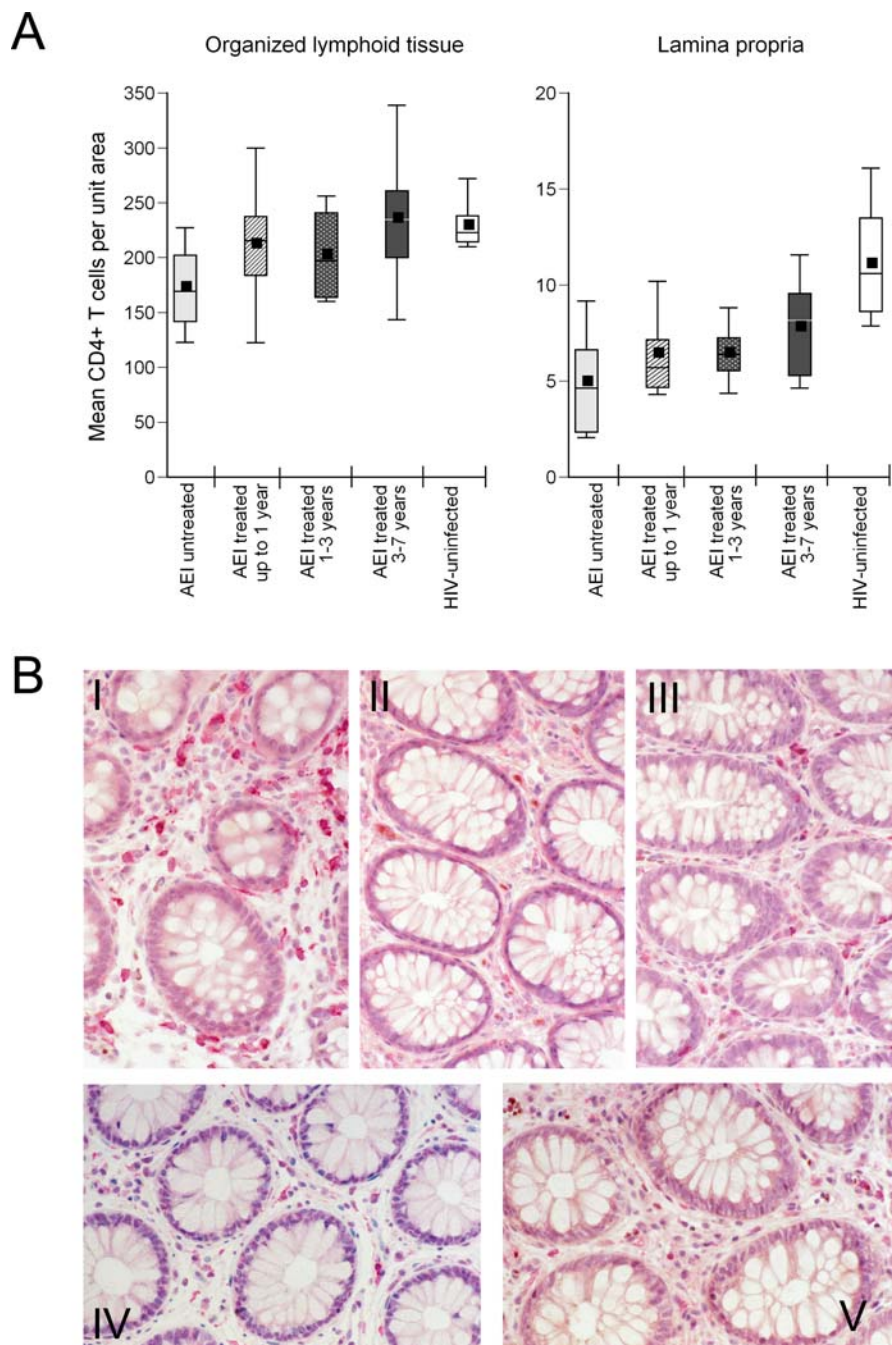 A
Organized lymphoid tissue
Lamina propria
Mean CD4+ T cells per unit area
350
300
250
200
150
100
50
0
AEI untreated
AEI treated
up to 1 year
AEI treated
1-3 years
AEI treated
3-7 years
HIV-uninfected
20
15
10
5
0
AEI untreated
AEI treated
up to 1 year
AEI treated
1-3 years
AEI treated
3-7 years
HIV-uninfected
B
I
II
III
IV
V